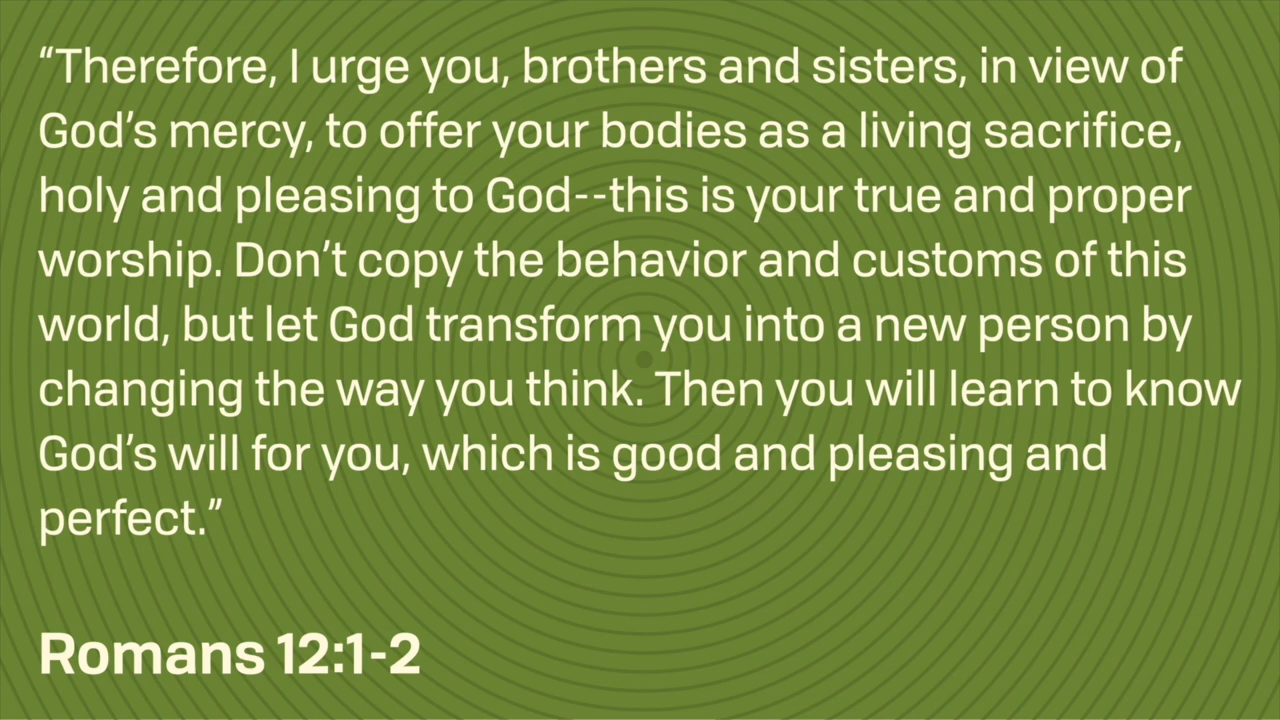 “Therefore, I urge you, brothers and sisters, in view of
God’s mercy, to offer your bodies as a living sacrifice,
holy and pleasing to God--this is your true and proper
worship. Don’t copy the behavior and customs of this
world, but let God transform you into a new person by
changing the way you think. Then you will learn to know
God’s will for you, which is good and pleasing and
perfect.”
Romans 12:1-2